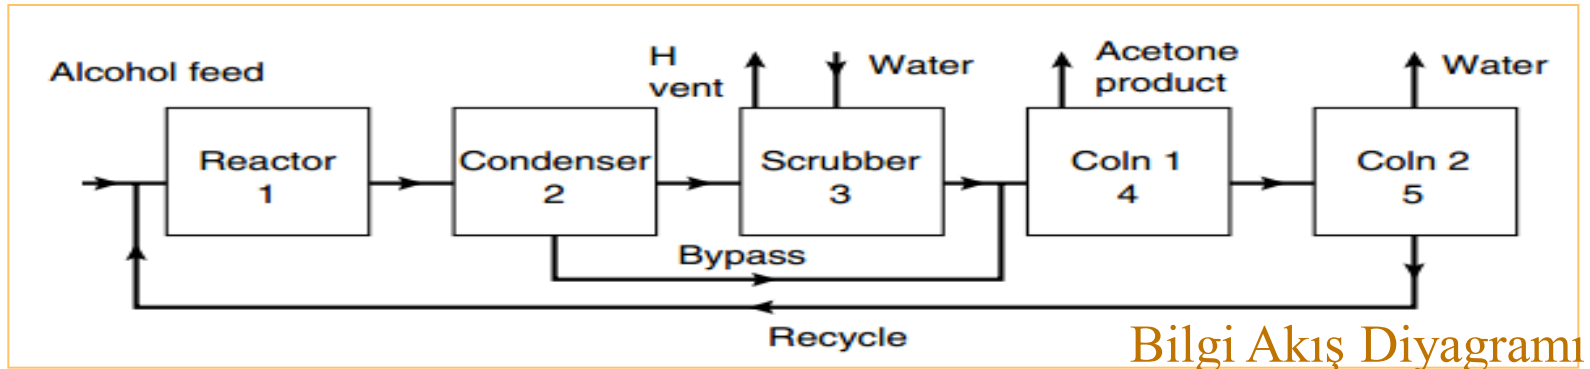 Alcohol feed
H
vent
Water
Acetone
product
Water
Reactor
1
Condenser
2
Scrubber
3
Coln 1
4
Coln 2
5
Bypass
Recycle
Bilgi Akış Diyagramı